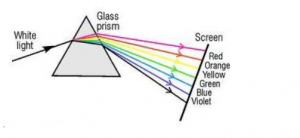 Glass
prism
White
light
Screen
Red
Orange
Yellow
Green
Blue
Violet